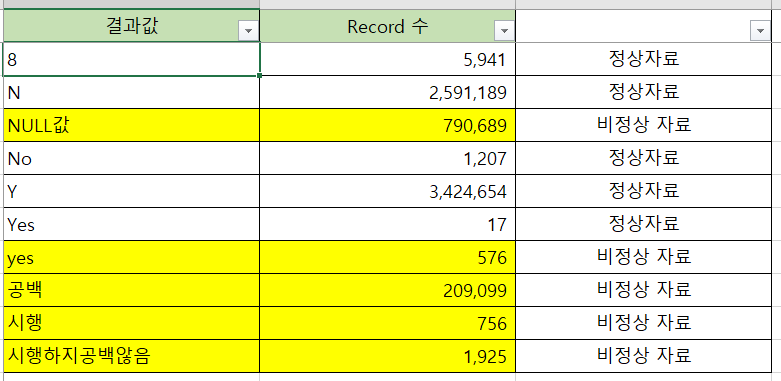 결과값 Record 수
8 5,941 정상자료
N 2,591,189 정상자료
NULL값 790,689 비정상 자료
No 1,207 정상자료
Y 3,424,654 정상자료
Yes 17 정상자료
yes 576 비정상 자료
공백 209,099 비정상 자료
시행 756 비정상 자료
시행하지공백않음 1,925 비정상 자료